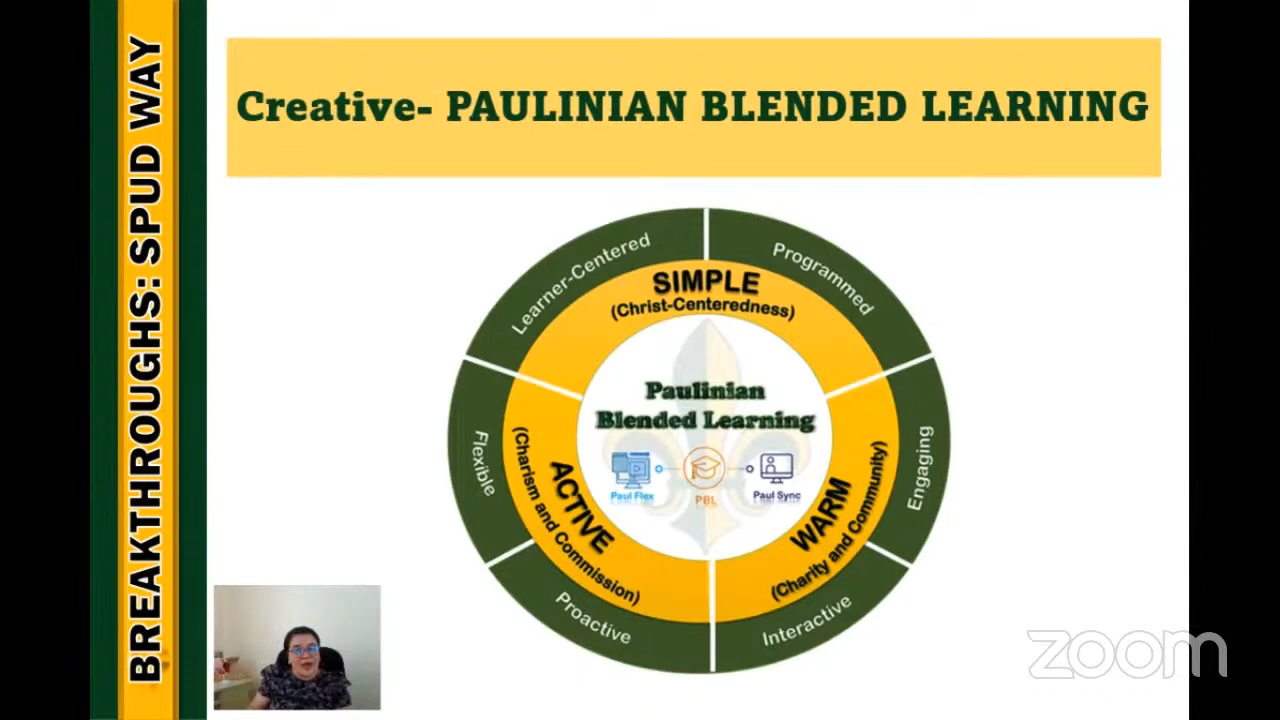 BREAKTHROUGHS: SPUD WAY
Creative- PAULINIAN BLENDED LEARNING
Learner-Centered
Programmed
SIMPLE
(Christ-Centeredness)
Paulinian
Blended Learning
Paul Flex
PBL
Paul Sync
Flexible
ACTIVE
(Charism and Commission)
WARM
(Charity and Community)
Engaging
Proactive
Interactive
zoom